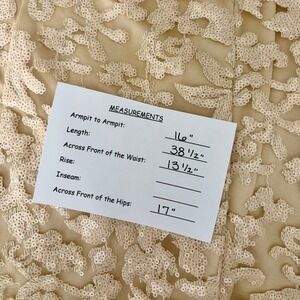 MEASUREMENTS
Armpit to Armpit: 16"
Length: 38 1/2"
Across Front of the Waist: 13 1/2"
Rise:
Inseam:
Across Front of the Hips: 17"